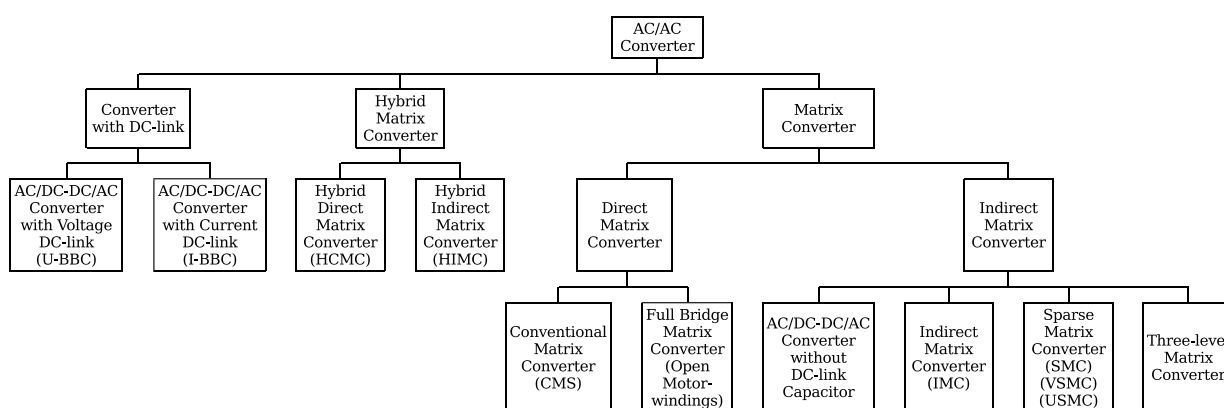 AC/AC
Converter
Converter
with DC-link
Hybrid
Matrix
Converter
Matrix
Converter
AC/DC-DC/AC
Converter
with Voltage
DC-link
(U-BBC)
AC/DC-DC/AC
Converter
with Current
DC-link
(I-BBC)
Hybrid
Direct
Matrix
Converter
(HCMC)
Hybrid
Indirect
Matrix
Converter
(HIMC)
Direct
Matrix
Converter
Indirect
Matrix
Converter
Conventional
Matrix
Converter
(CMS)
Full Bridge
Matrix
Converter
(Open
Motor-
windings)
AC/DC-DC/AC
Converter
without
DC-link
Capacitor
Indirect
Matrix
Converter
(IMC)
Sparse
Matrix
Converter
(SMC)
(VSMC)
(USMC)
Three-level
Matrix
Converter